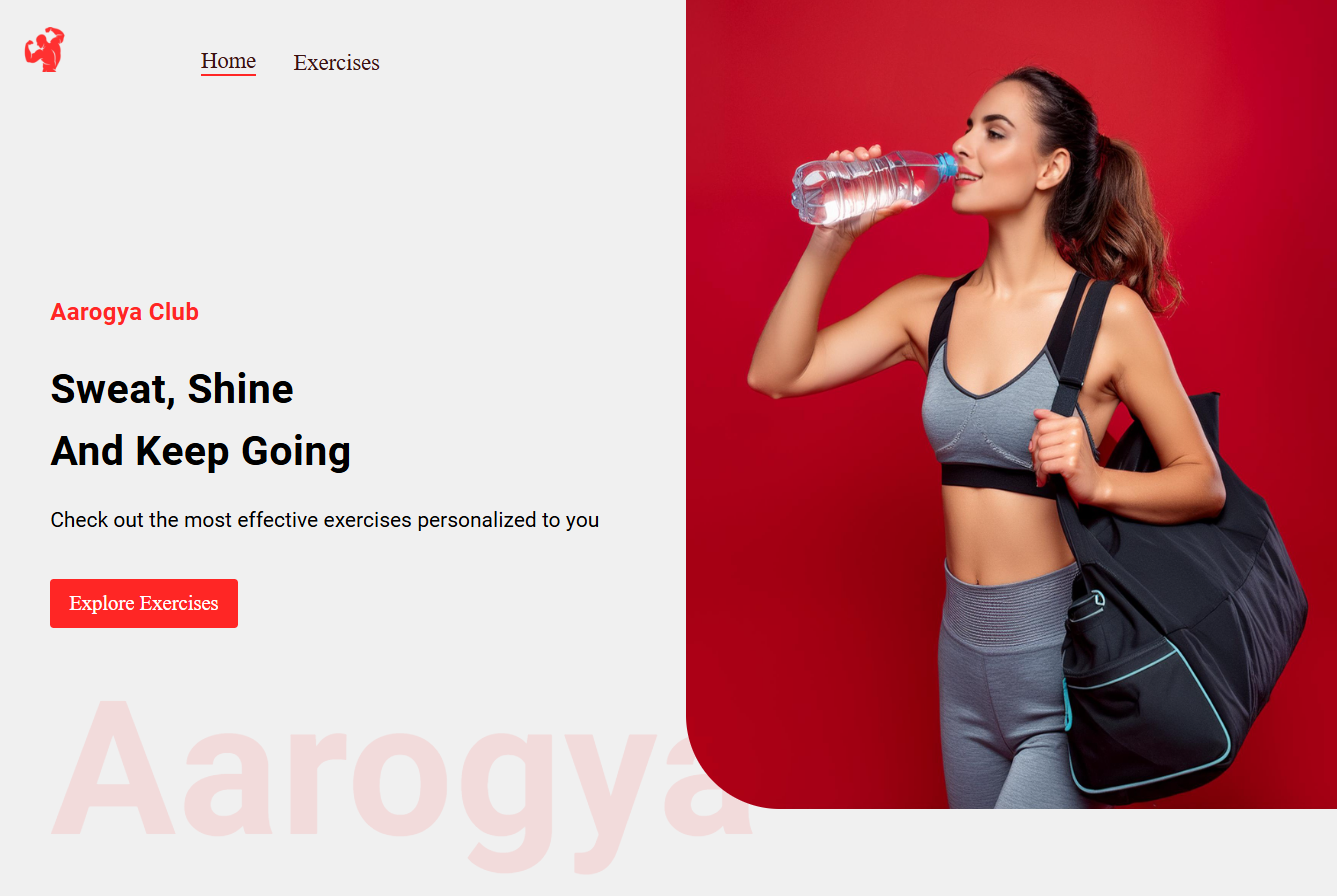 Home Exercises
Aarogya Club
Sweat, Shine
And Keep Going
Check out the most effective exercises personalized to you
Explore Exercises
Aarogya